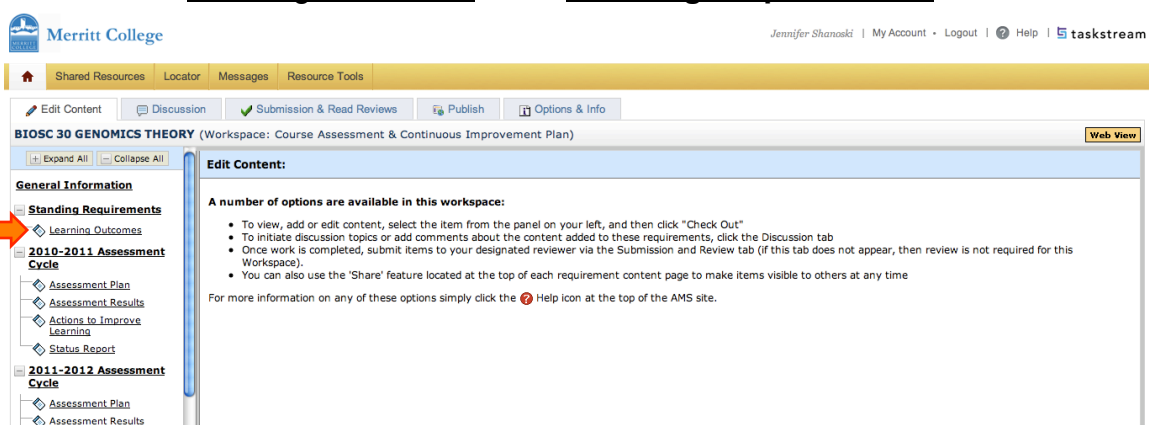 Merritt College
Jennifer Shanoski | My Account • Logout | ? Help | taskstream
Shared Resources Locator Messages Resource Tools
Edit Content Discussion Submission & Read Reviews Publish Options & Info
BIOSC 30 GENOMICS THEORY (Workspace: Course Assessment & Continuous Improvement Plan) Web View
Expand All Collapse All
General Information
Standing Requirements
Learning Outcomes
2010-2011 Assessment
Cycle
Assessment Plan
Assessment Results
Actions to Improve
Learning
Status Report
2011-2012 Assessment
Cycle
Assessment Plan
Assessment Results
Edit Content:
A number of options are available in this workspace:
• To view, add or edit content, select the item from the panel on your left, and then click "Check Out"
• To initiate discussion topics or add comments about the content added to these requirements, click the Discussion tab
• Once work is completed, submit items to your designated reviewer via the Submission and Review tab (if this tab does not appear, then review is not required for this
Workspace).
• You can also use the 'Share' feature located at the top of each requirement content page to make items visible to others at any time
For more information on any of these options simply click the ? Help icon at the top of the AMS site.